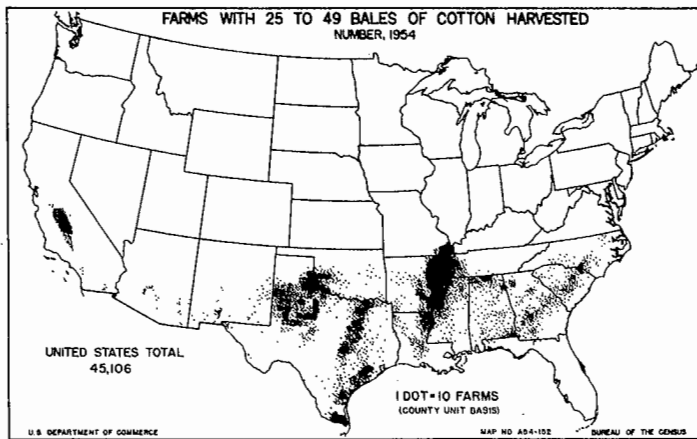 FARMS WITH 25 TO 49 BALES OF COTTON HARVESTED
NUMBER, 1954
UNITED STATES TOTAL
45,106
1 DOT=10 FARMS
(COUNTY UNIT BASIS)
U.S. DEPARTMENT OF COMMERCE
MAP NO A54-152
BUREAU OF THE CENSUS